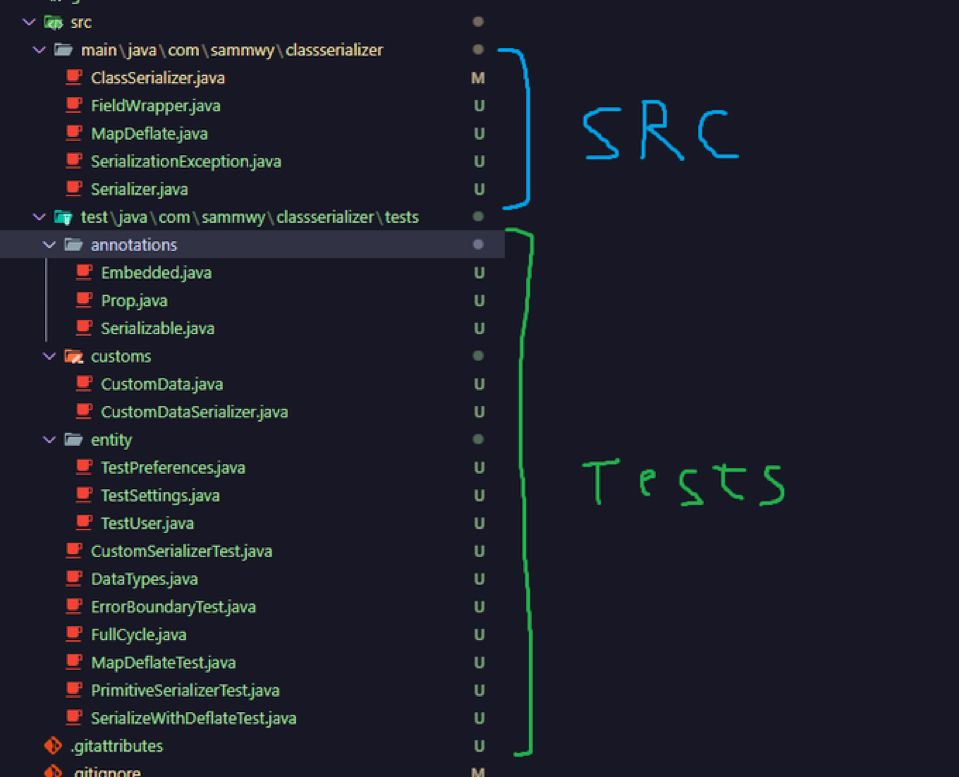 src
main\java\com\sammwy\classserializer
ClassSerializer.java M
FieldWrapper.java U
MapDeflate.java U
SerializationException.java U
Serializer.java U
SRC
test\java\com\sammwy\classserializer\tests
annotations
Embedded.java U
Prop.java U
Serializable.java U
customs
CustomData.java U
CustomDataSerializer.java U
entity
TestPreferences.java U
TestSettings.java U
TestUser.java U
Tests
CustomSerializerTest.java U
DataTypes.java U
ErrorBoundaryTest.java U
FullCycle.java U
MapDeflateTest.java U
PrimitiveSerializerTest.java U
SerializeWithDeflateTest.java U
.gitattributes U
.gitignore M